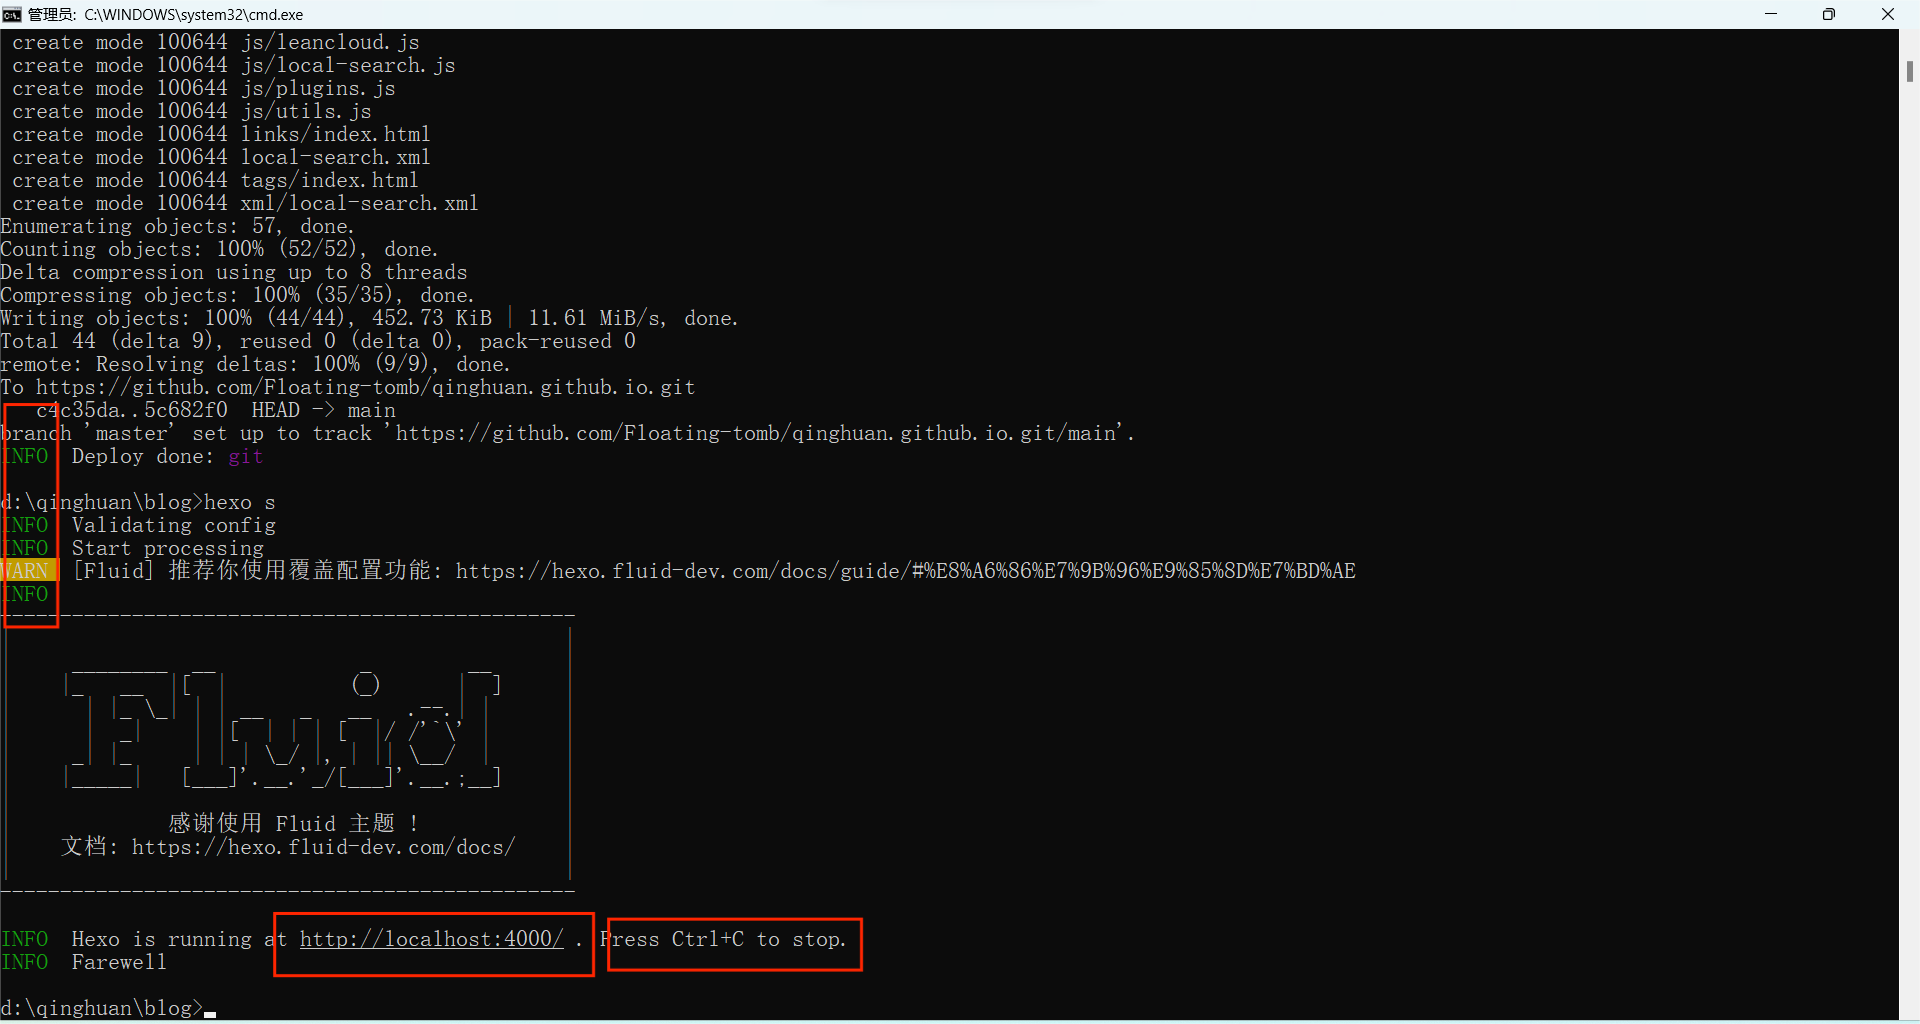 管理员: C:\WINDOWS\system32\cmd.exe
create mode 100644 js/leancloud.js
create mode 100644 js/local-search.js
create mode 100644 js/plugins.js
create mode 100644 js/utils.js
create mode 100644 links/index.html
create mode 100644 local-search.xml
create mode 100644 tags/index.html
create mode 100644 xml/local-search.xml
Enumerating objects: 57, done.
Counting objects: 100% (52/52), done.
Delta compression using up to 8 threads
Compressing objects: 100% (35/35), done.
Writing objects: 100% (44/44), 452.73 KiB | 11.61 MiB/s, done.
Total 44 (delta 9), reused 0 (delta 0), pack-reused 0
remote: Resolving deltas: 100% (9/9), done.
To https://github.com/Floating-tomb/qinghuan.github.io.git
c4c35da..5c682f0  HEAD -> main
branch 'master' set up to track 'https://github.com/Floating-tomb/qinghuan.github.io.git/main'.
INFO  Deploy done: git
d:\qinghuan\blog>hexo s
INFO  Validating config
INFO  Start processing
WARN  [Fluid] 推荐你使用覆盖配置功能: https://hexo.fluid-dev.com/docs/guide/#%E8%A6%86%E7%9B%96%E9%85%8D%E7%BD%AE
INFO
Fluid
感谢使用 Fluid 主题 !
文档: https://hexo.fluid-dev.com/docs/
INFO  Hexo is running at http://localhost:4000/ . Press Ctrl+C to stop.
INFO  Farewell
d:\qinghuan\blog>